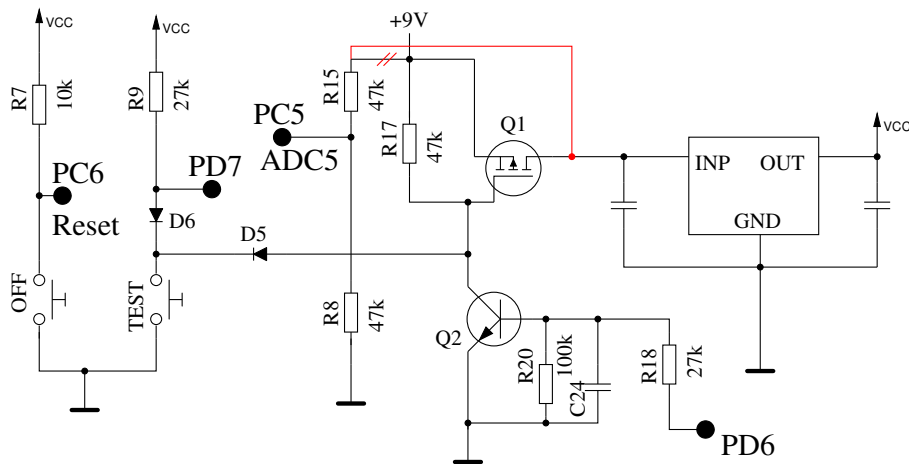 +9V
VCC
VCC
VCC
R7
10k
R9
27k
R15
47k
PC5
ADC5
R17
47k
Q1
INP
OUT
GND
PC6
Reset
PD7
D6
D5
OFF
TEST
R8
47k
Q2
R20
100k
C24
R18
27k
PD6